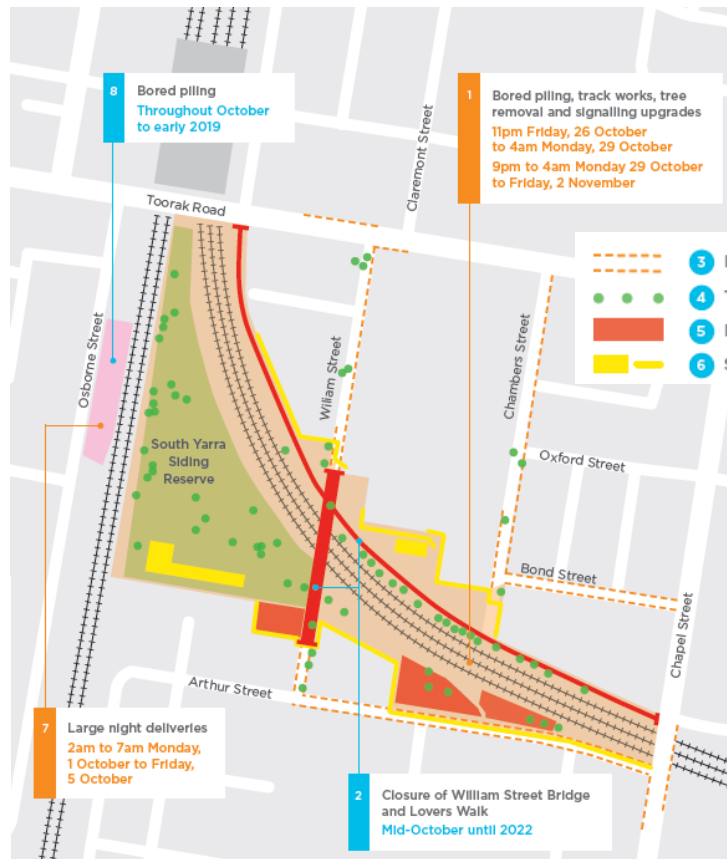 8
Bored piling
Throughout October
to early 2019
1
Bored piling, track works, tree
removal and signalling upgrades
11pm Friday, 26 October
to 4am Monday, 29 October
9pm to 4am Monday 29 October
to Friday, 2 November
Claremont Street
Toorak Road
3
4
5
6
Osborne Street
William Street
Chambers Street
South Yarra
Siding
Reserve
Oxford Street
Bond Street
Chapel Street
Arthur Street
7
Large night deliveries
2am to 7am Monday,
1 October to Friday,
5 October
2
Closure of William Street Bridge
and Lovers Walk
Mid-October until 2022